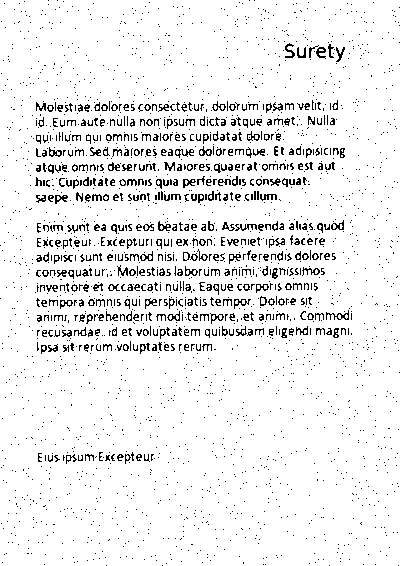 Surety
Molestiae dolores consectetur, dolorum ipsam velit, id
id. Eum aute nulla non ipsum dicta atque amet,. Nulla
qui illum qui omnis maiores cupidatat dolore.
Laborum Sed maiores eaque doloremque. Et adipisicing
atque omnis deserunt. Maiores quaerat omnis est aut
hic. Cupiditate omnis quia perferendis consequat.
saepe. Nemo et sunt illum cupiditate cillum.
Enim sunt ea quis eos beatae ab. Assumenda alias quod
Excepteur. Excepturi qui ex non. Eveniet ipsa facere
adipisci sunt eiusmod nisi. Dolores perferendis dolores
consequatur,. Molestias laborum animi, dignissimos
inventore et occaecati nulla. Eaque corporis omnis
tempora omnis qui perspiciatis tempor. Dolore sit
animi, reprehenderit modi tempore, et animi,. Commodi
recusandae. id et voluptatem quibusdam eligendi magni.
Ipsa sit rerum voluptates rerum.
Eius ipsum Excepteur